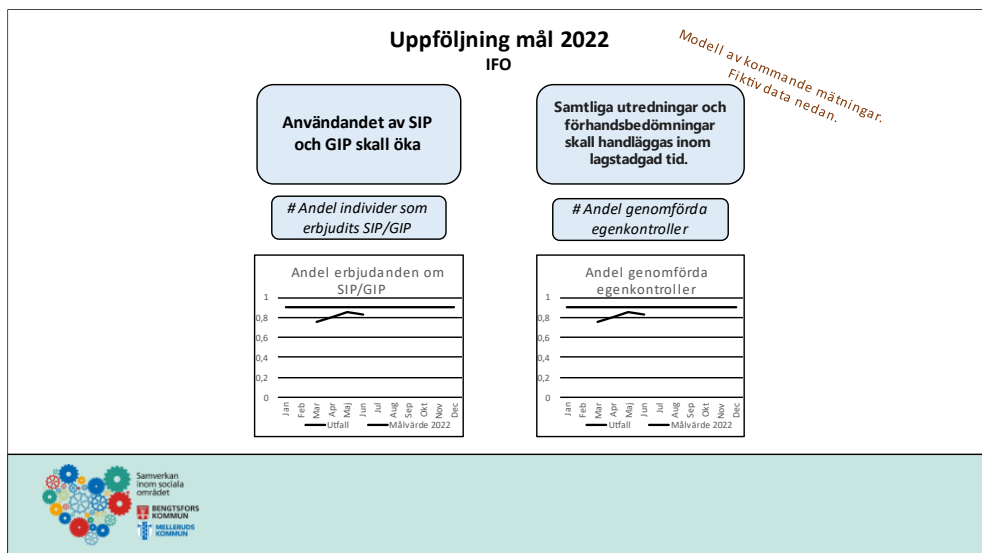 Uppföljning mål 2022
IFO
Modell av kommande mätningar.
Fiktiv data nedan.
Användandet av SIP
och GIP skall öka
Samtliga utredningar och
förhandsbedömningar
skall handläggas inom
lagstadgad tid.
# Andel individer som
erbjudits SIP/GIP
# Andel genomförda
egenkontroller
Andel erbjudanden om
SIP/GIP
1
0,8
0,6
0,4
0,2
0
Jan
Feb
Mar
Apr
Maj
Jun
Jul
Aug
Sep
Okt
Nov
Dec
Utfall
Målvärde 2022
Andel genomförda
egenkontroller
1
0,8
0,6
0,4
0,2
0
Jan
Feb
Mar
Apr
Maj
Jun
Jul
Aug
Sep
Okt
Nov
Dec
Utfall
Målvärde 2022
Samverkan
inom sociala
området
BENGTSFORS
KOMMUN
MELLERUDS
KOMMUN